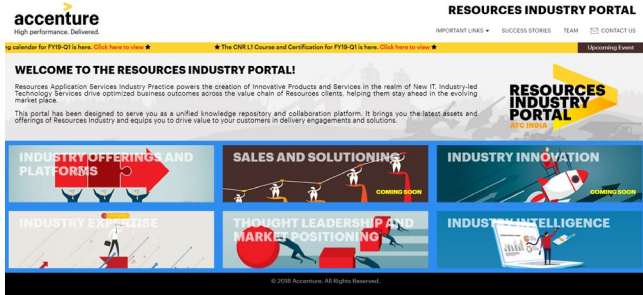 accenture
High performance. Delivered.
RESOURCES INDUSTRY PORTAL
IMPORTANT LINKS SUCCESS STORIES TEAM CONTACT US
ng calendar for FY19-Q1 is here. Click here to view ★ ★ The CNR L1 Course and Certification for FY19-Q1 is here. Click here to view ★ Upcoming Event
WELCOME TO THE RESOURCES INDUSTRY PORTAL!
Resources Application Services Industry Practice powers the creation of Innovative Products and Services in the realm of New IT. Industry-led
Technology Services drive optimized business outcomes across the value chain of Resources clients, helping them stay ahead in the evolving
market place.
This portal has been designed to serve you as a unified knowledge repository and collaboration platform. It brings you the latest assets and
offerings of Resources Industry and equips you to drive value to your customers in delivery engagements and solutions.
RESOURCES
INDUSTRY
PORTAL
ATC INDIA
INDUSTRY OFFERINGS AND
PLATFORMS
SALES AND SOLUTIONING
COMING SOON
INDUSTRY INNOVATION
COMING SOON
INDUSTRY EXPERTISE
THOUGHT LEADERSHIP AND
MARKET POSITIONING
INDUSTRY INTELLIGENCE
© 2018 Accenture. All Rights Reserved.